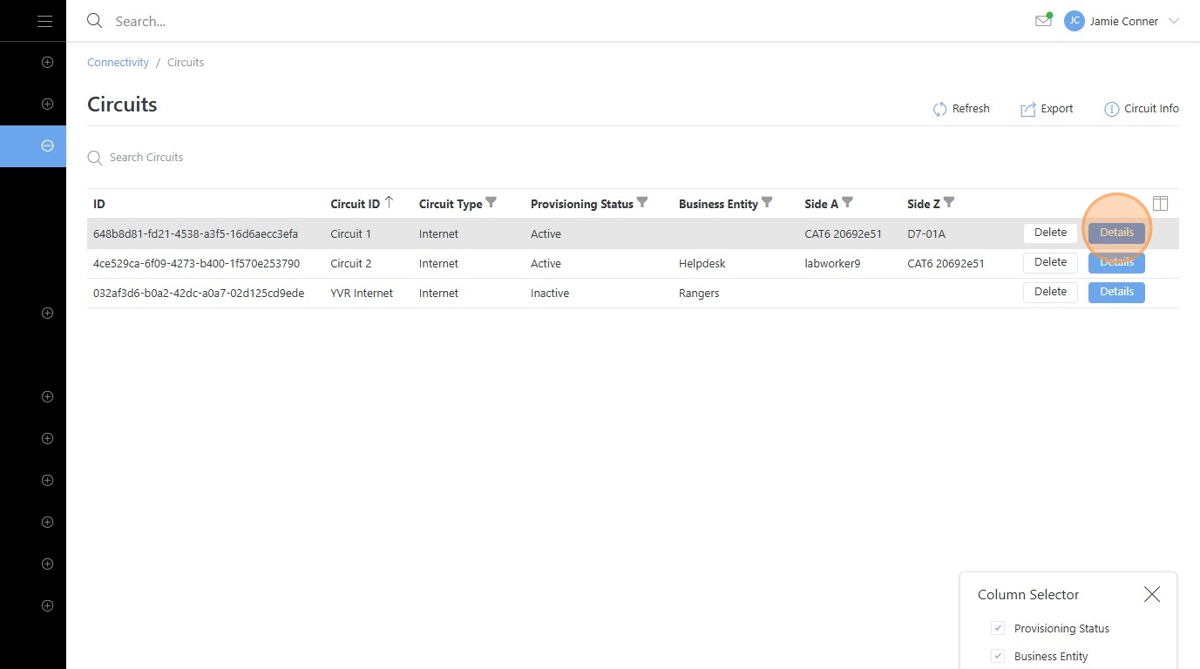 Search...
JC Jamie Conner
Connectivity / Circuits
Circuits
Refresh Export Circuit Info
Search Circuits
ID Circuit ID Circuit Type Provisioning Status Business Entity Side A Side Z
648b8d81-fd21-4538-a3f5-16d6aecc3efa Circuit 1 Internet Active CAT6 20692e51 D7-01A Delete Details
4ce529ca-6f09-4273-b400-1f570e253790 Circuit 2 Internet Active Helpdesk labworker9 CAT6 20692e51 Delete Details
032af3d6-b0a2-42dc-a0a7-02d125cd9ede YVR Internet Internet Inactive Rangers Delete Details
Column Selector
Provisioning Status
Business Entity